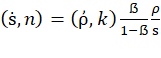 (ṡ, n) = (ρ̇, k) ß/1−ß ρ/s